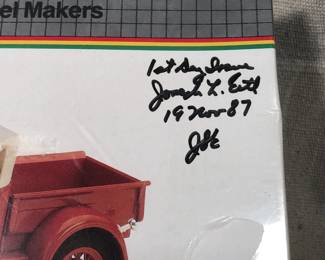 el Makers
1st Day Issue
Joseph L. Ertl
19 Nov 87
JLE